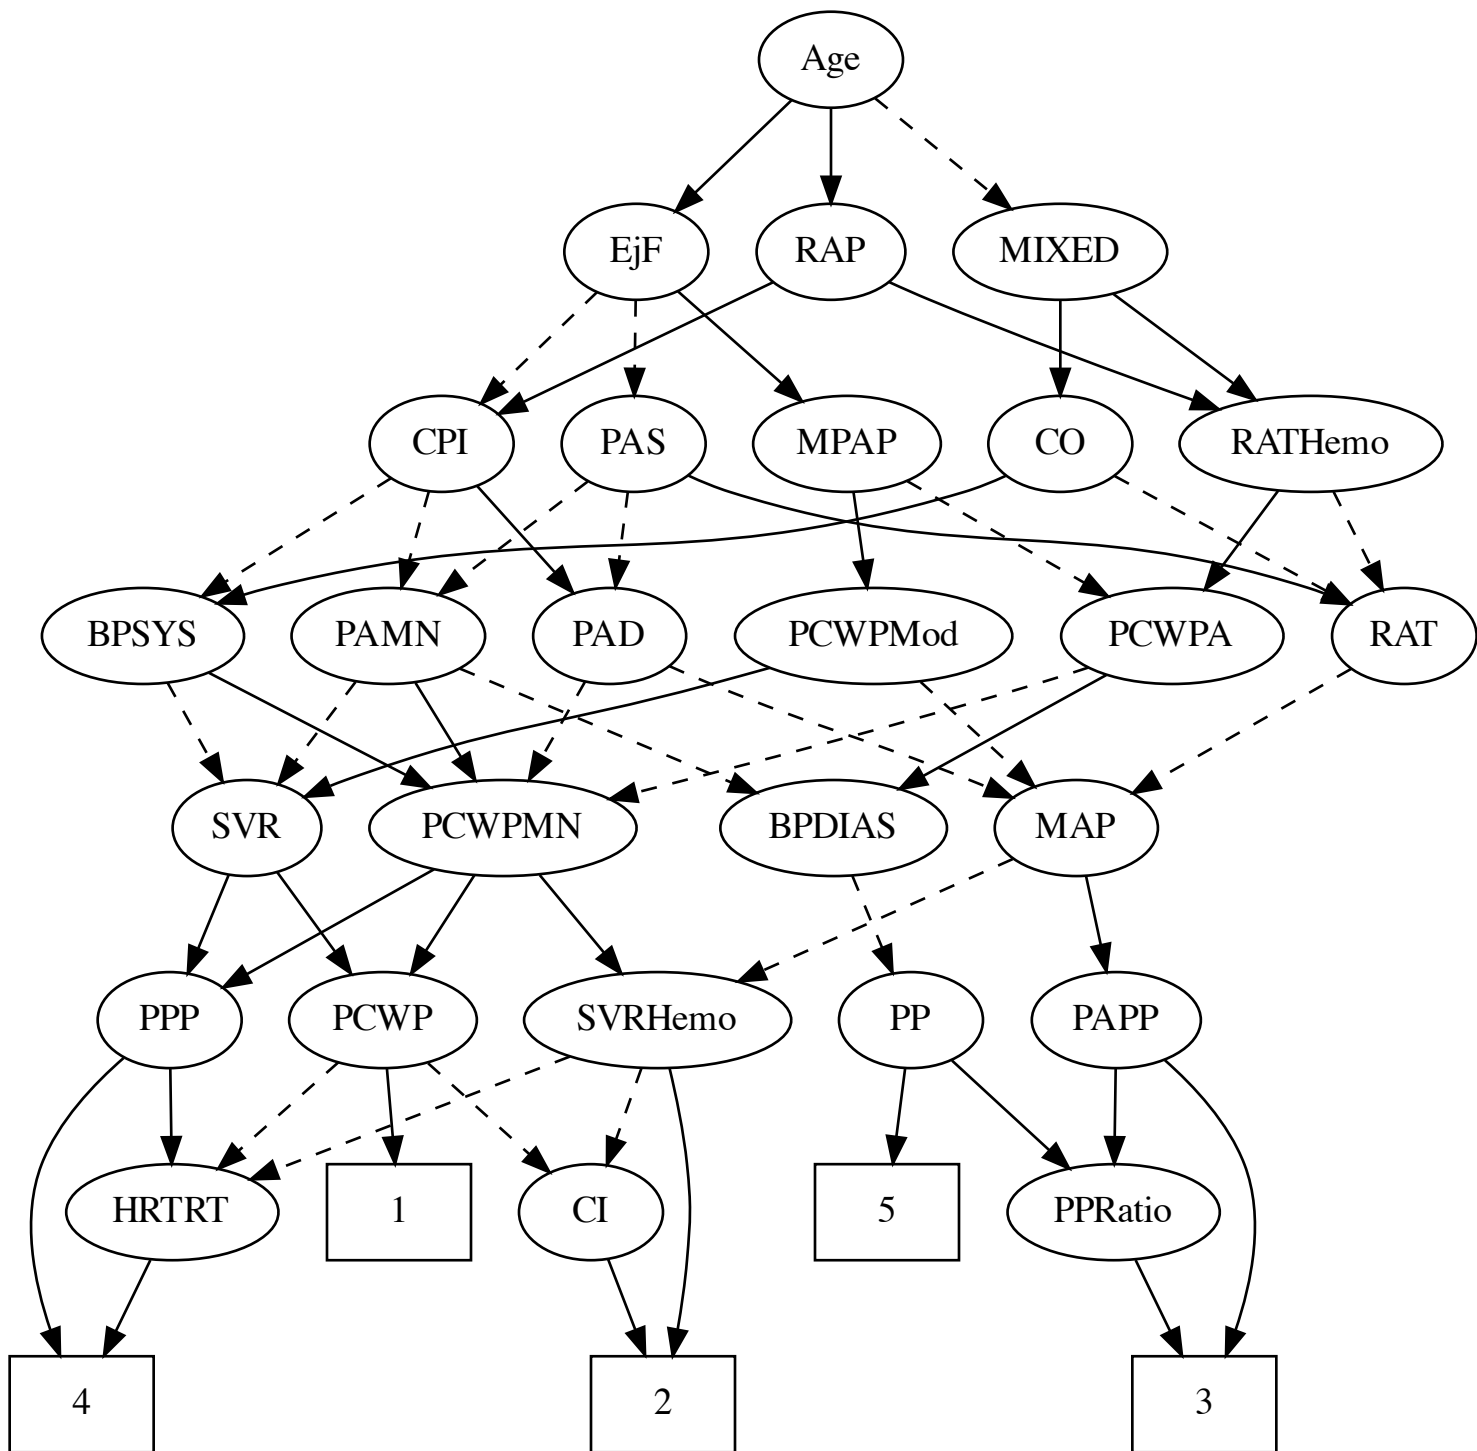 Age
EjF
RAP
MIXED
CPI
PAS
MPAP
CO
RATHemo
BPSYS
PAMN
PAD
PCWPMod
PCWPA
RAT
SVR
PCWPMN
BPDIAS
MAP
PPP
PCWP
SVRHemo
PP
PAPP
HRTRT
1
CI
5
PPRatio
4
2
3